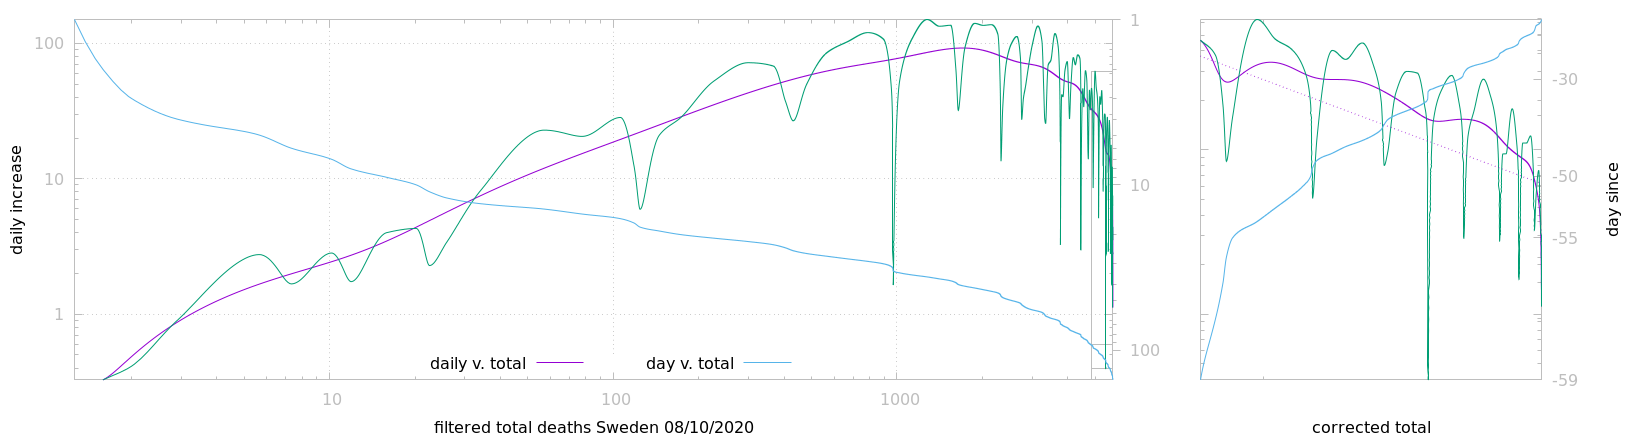 daily increase
100
10
1
1
10
100
daily v. total
day v. total
10
100
1000
filtered total deaths Sweden 08/10/2020
-30
-50
-55
-59
day since
corrected total